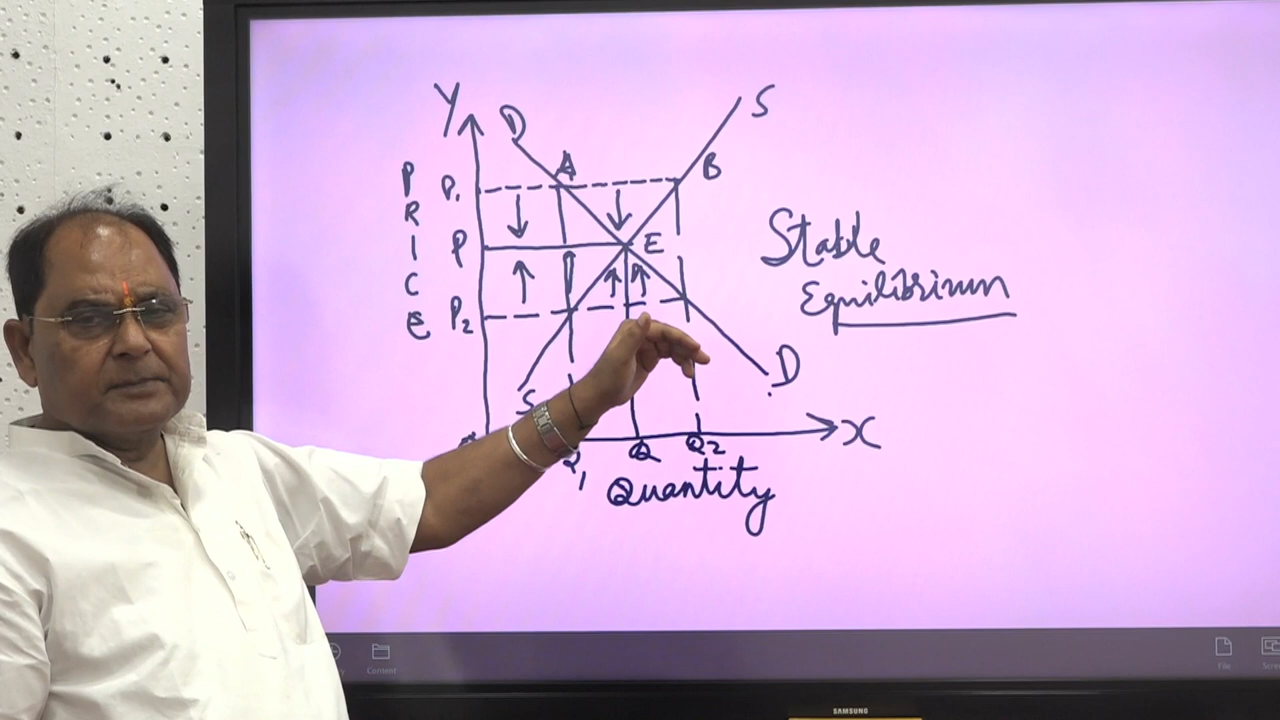 Y
D
S
A
B
P
R
I
C
E
P₁
P
E
P₂
Stable
Equilibrium
S
D
X
Q₁
Q
Q2
Quantity
Content
File
SAMSUNG